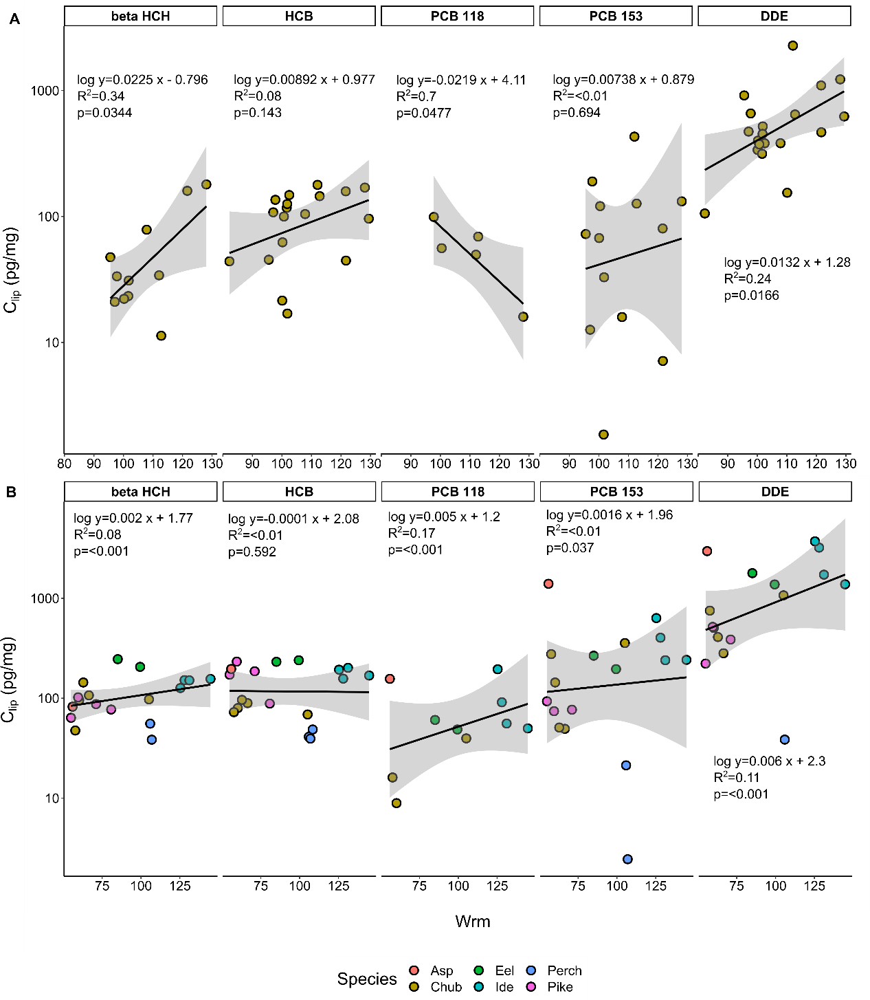 A
beta HCH HCB PCB 118 PCB 153 DDE
log y=0.0225 x - 0.796
R²=0.34
p=0.0344
log y=0.00892 x + 0.977
R²=0.08
p=0.143
log y=-0.0219 x + 4.11
R²=0.7
p=0.0477
log y=0.00738 x + 0.879
R²=<0.01
p=0.694
log y=0.0132 x + 1.28
R²=0.24
p=0.0166
1000
100
10
Clip (pg/mg)
80 90 100 110 120 130 90 100 110 120 130 90 100 110 120 130 90 100 110 120 130 90 100 110 120 130
B
beta HCH HCB PCB 118 PCB 153 DDE
log y=0.002 x + 1.77
R²=0.08
p=<0.001
log y=-0.0001 x + 2.08
R²=<0.01
p=0.592
log y=0.005 x + 1.2
R²=0.17
p=<0.001
log y=0.0016 x + 1.96
R²=<0.01
p=0.037
log y=0.006 x + 2.3
R²=0.11
p=<0.001
1000
100
10
Clip (pg/mg)
75 100 125 75 100 125 75 100 125 75 100 125 75 100 125
Wrm
Species
Asp Eel Perch
Chub Ide Pike